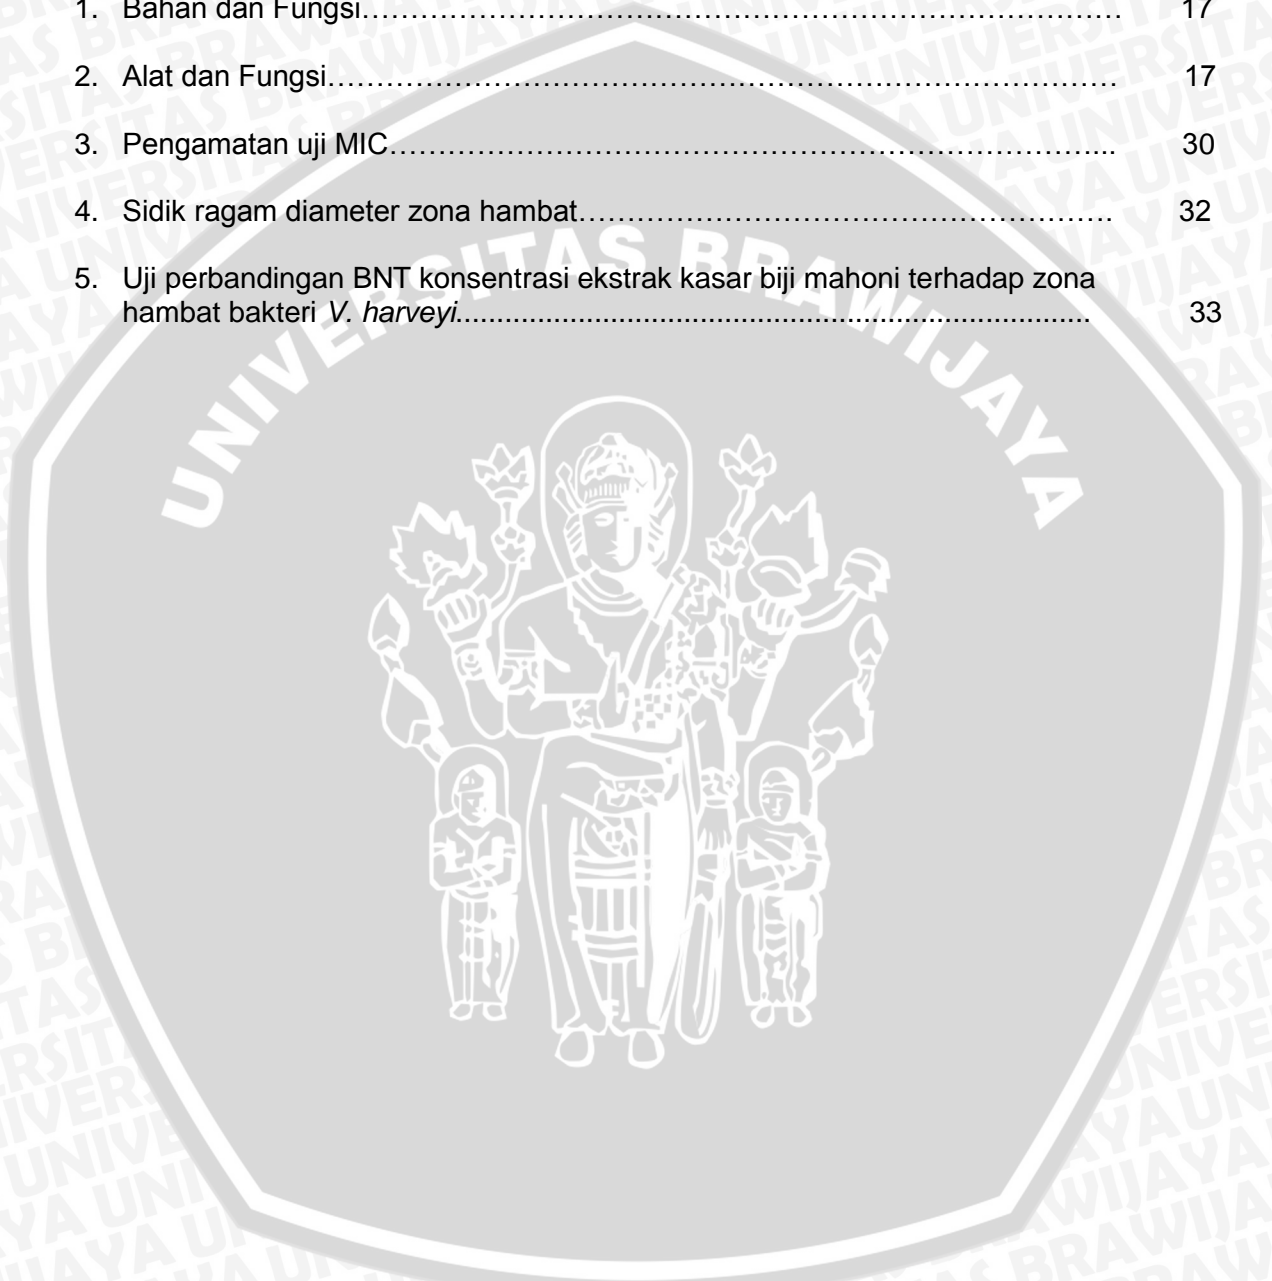 1. Bahan dan Fungsi……………………………………………………………………………… 17
2. Alat dan Fungsi………………………………………………………………………………… 17
3. Pengamatan uji MIC………………………………………………………………………….... 30
4. Sidik ragam diameter zona hambat………………………………………………………. 32
5. Uji perbandingan BNT konsentrasi ekstrak kasar biji mahoni terhadap zona
hambat bakteri V. harveyi..................................................................................... 33
UNIVERSITAS BRAWIJAYA